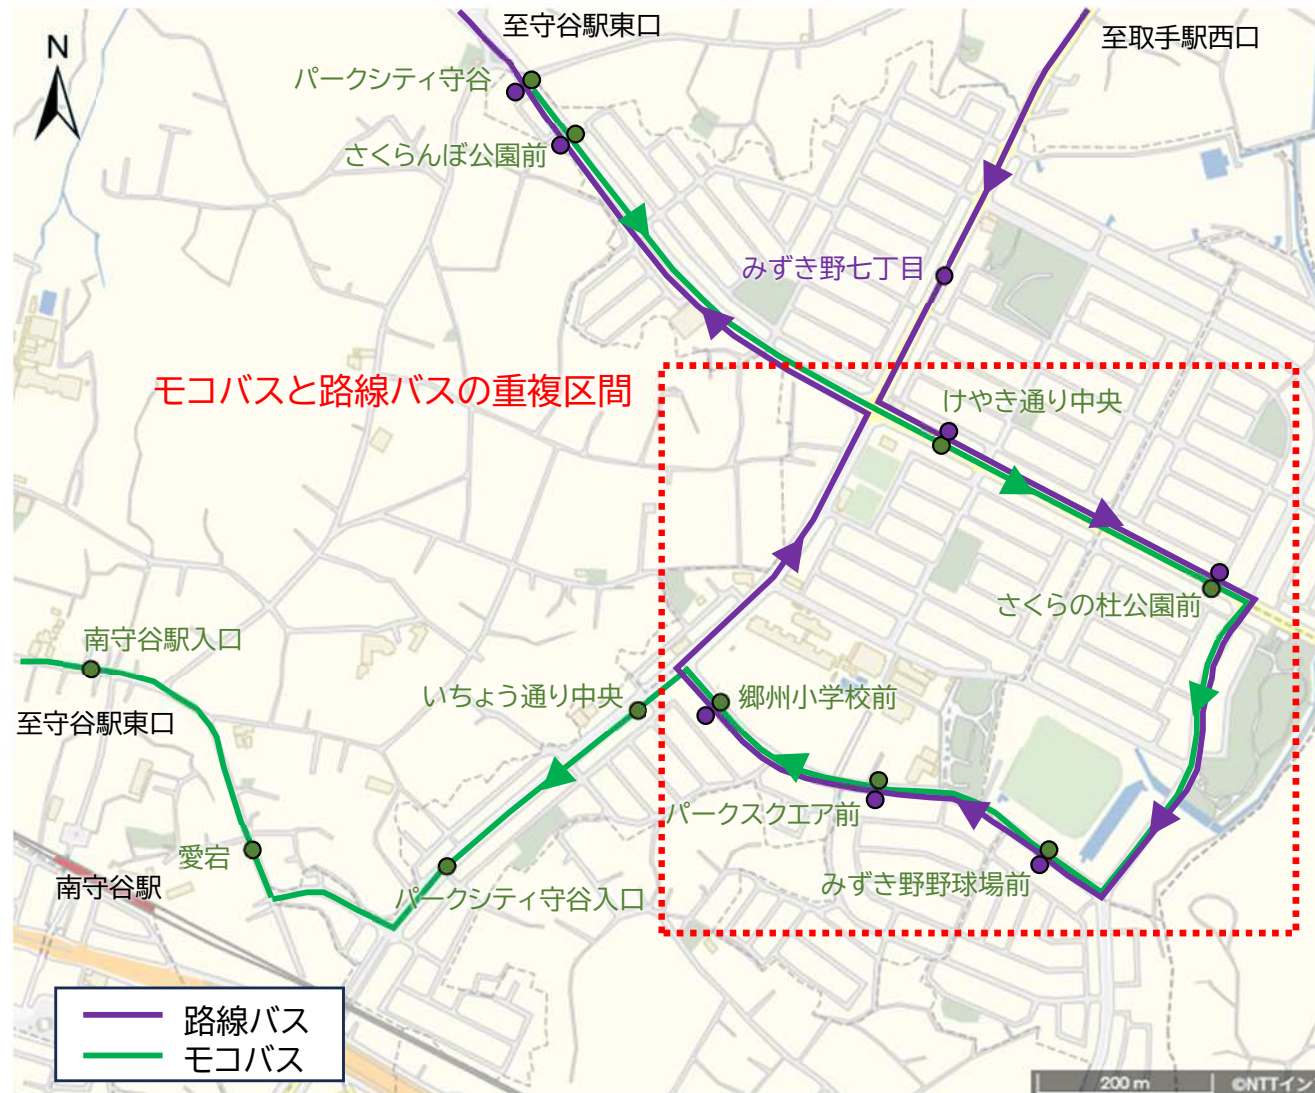 至守谷駅東口
至取手駅西口
N
パークシティ守谷
さくらんぼ公園前
みずき野七丁目
モコバスと路線バスの重複区間
けやき通り中央
さくらの杜公園前
南守谷駅入口
いちょう通り中央
郷州小学校前
至守谷駅東口
パークスクエア前
愛宕
南守谷駅
パークシティ守谷入口
みずき野野球場前
路線バス
モコバス
200 m
©NTTイン